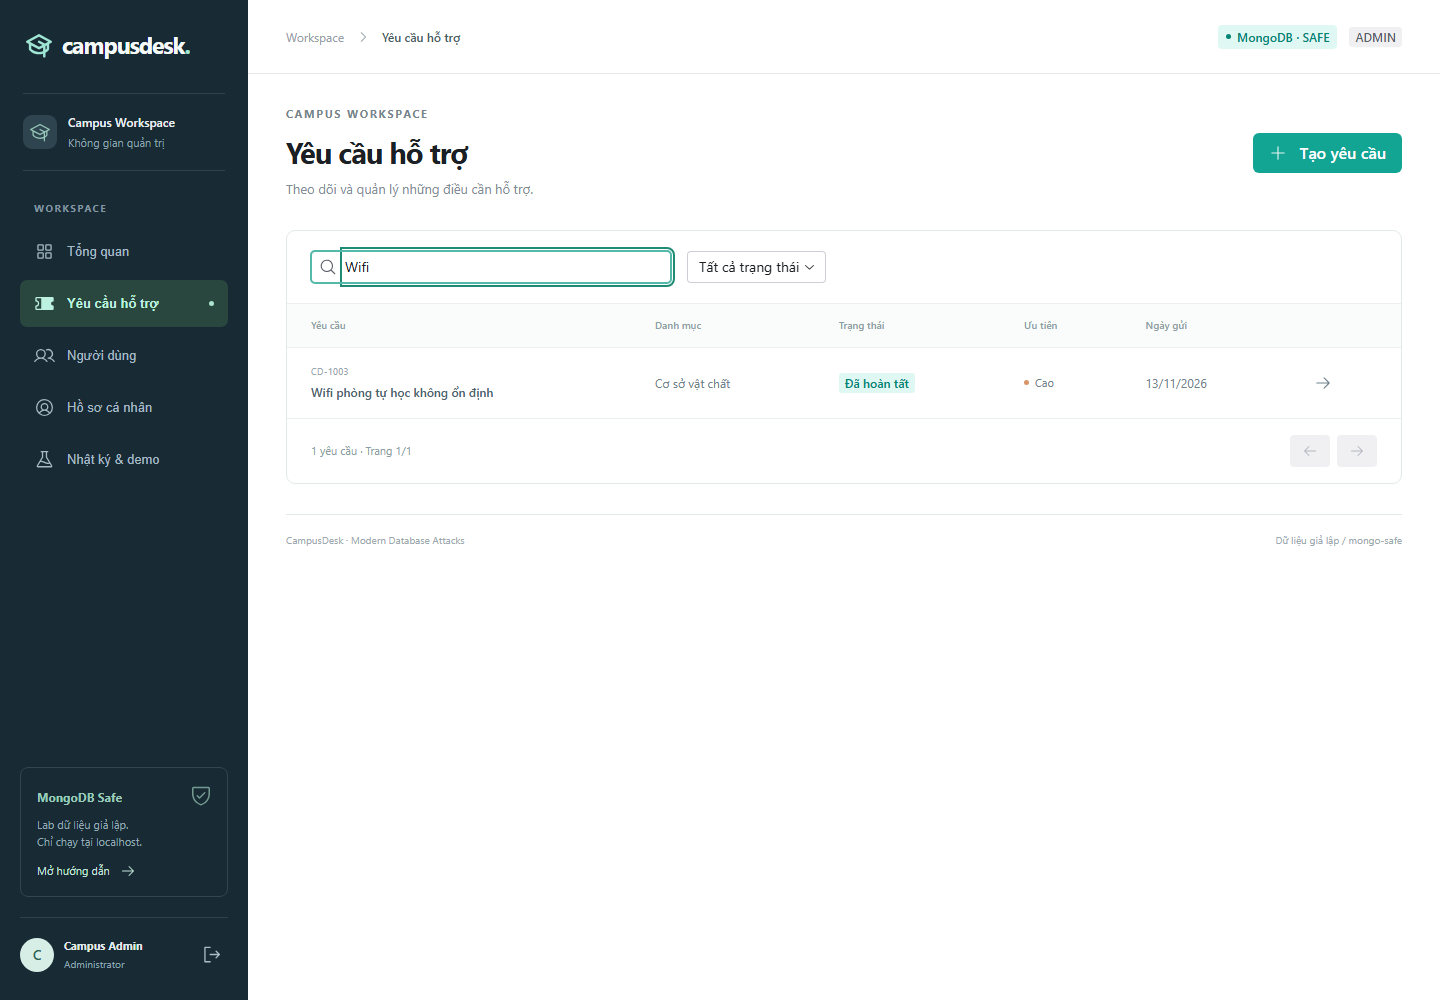 campusdesk.
Campus Workspace
Không gian quản trị
WORKSPACE
Tổng quan
Yêu cầu hỗ trợ
Người dùng
Hồ sơ cá nhân
Nhật ký & demo
MongoDB Safe
Lab dữ liệu giả lập.
Chỉ chạy tại localhost.
Mở hướng dẫn
C
Campus Admin
Administrator
Workspace
Yêu cầu hỗ trợ
MongoDB · SAFE
ADMIN
CAMPUS WORKSPACE
Yêu cầu hỗ trợ
Theo dõi và quản lý những điều cần hỗ trợ.
Tạo yêu cầu
Wifi
Tất cả trạng thái
Yêu cầu Danh mục Trạng thái Ưu tiên Ngày gửi
CD-1003
Wifi phòng tự học không ổn định
Cơ sở vật chất
Đã hoàn tất
Cao
13/11/2026
1 yêu cầu · Trang 1/1
CampusDesk · Modern Database Attacks
Dữ liệu giả lập / mongo-safe